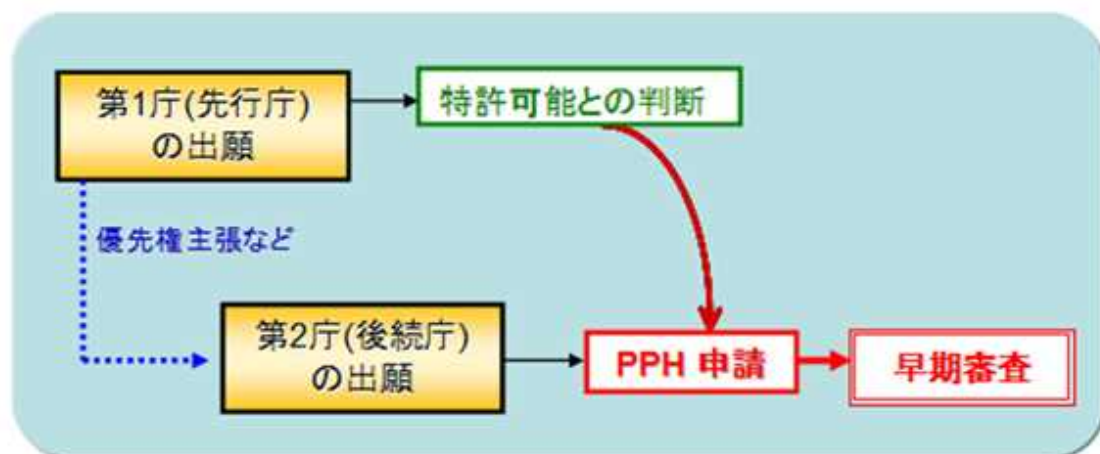 第1庁(先行庁)
の出願
特許可能との判断
優先権主張など
第2庁(後続庁)
の出願
PPH 申請
早期審査